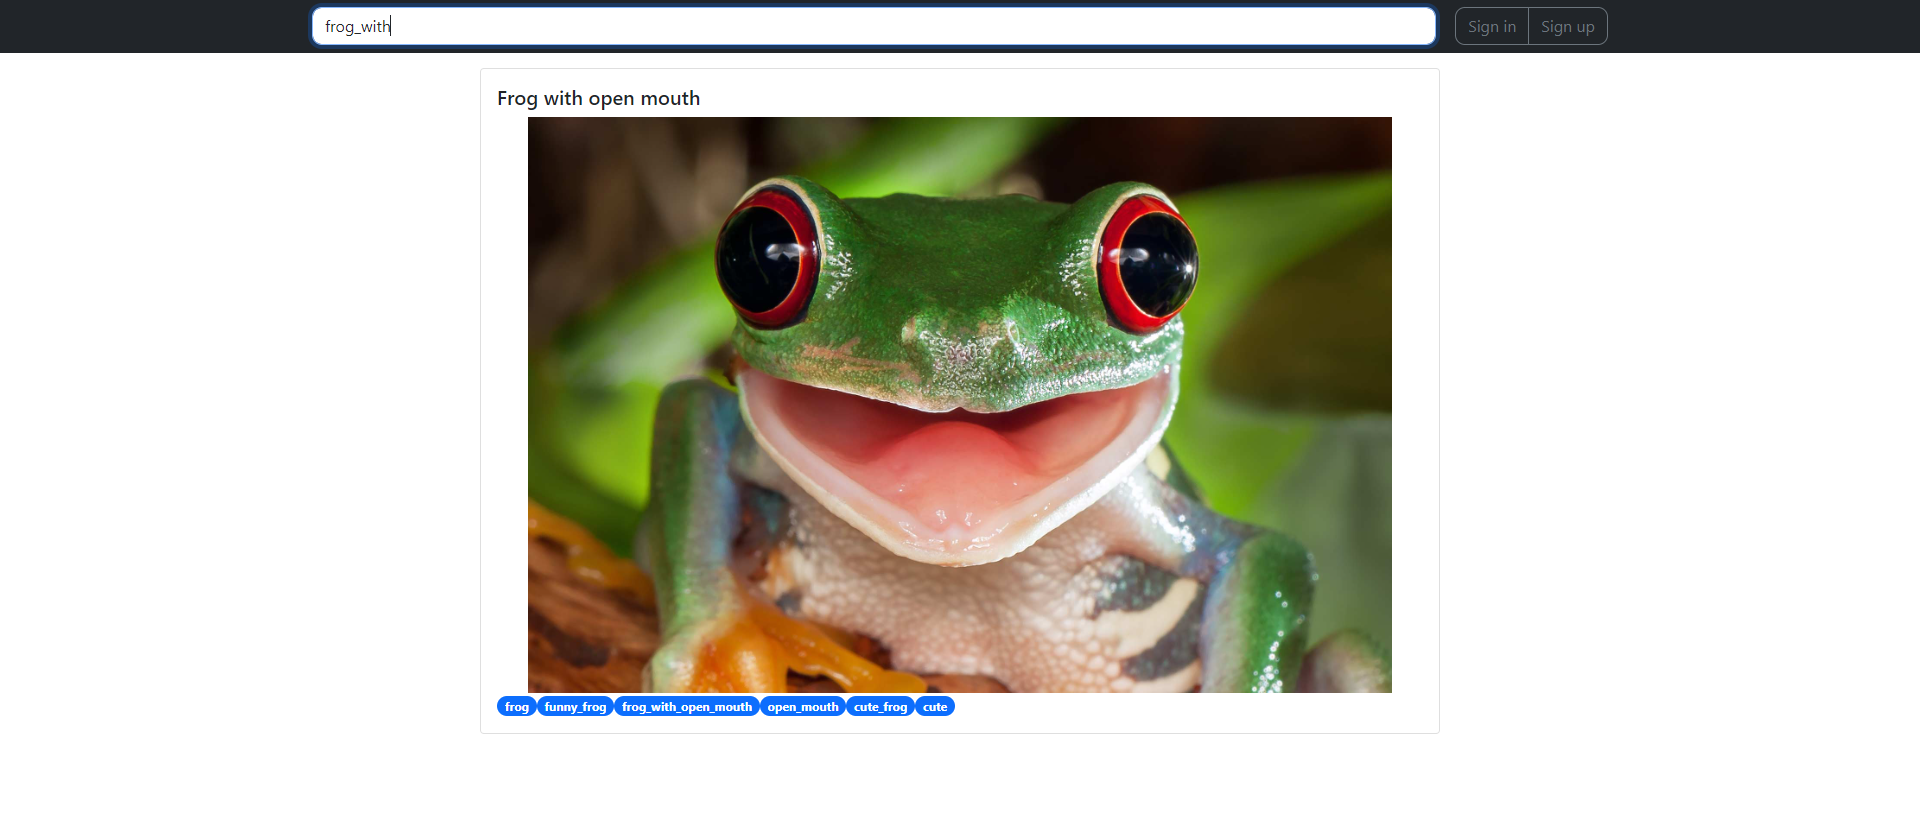 frog_with Sign in Sign up
Frog with open mouth
frog funny_frog frog_with_open_mouth open_mouth cute_frog cute